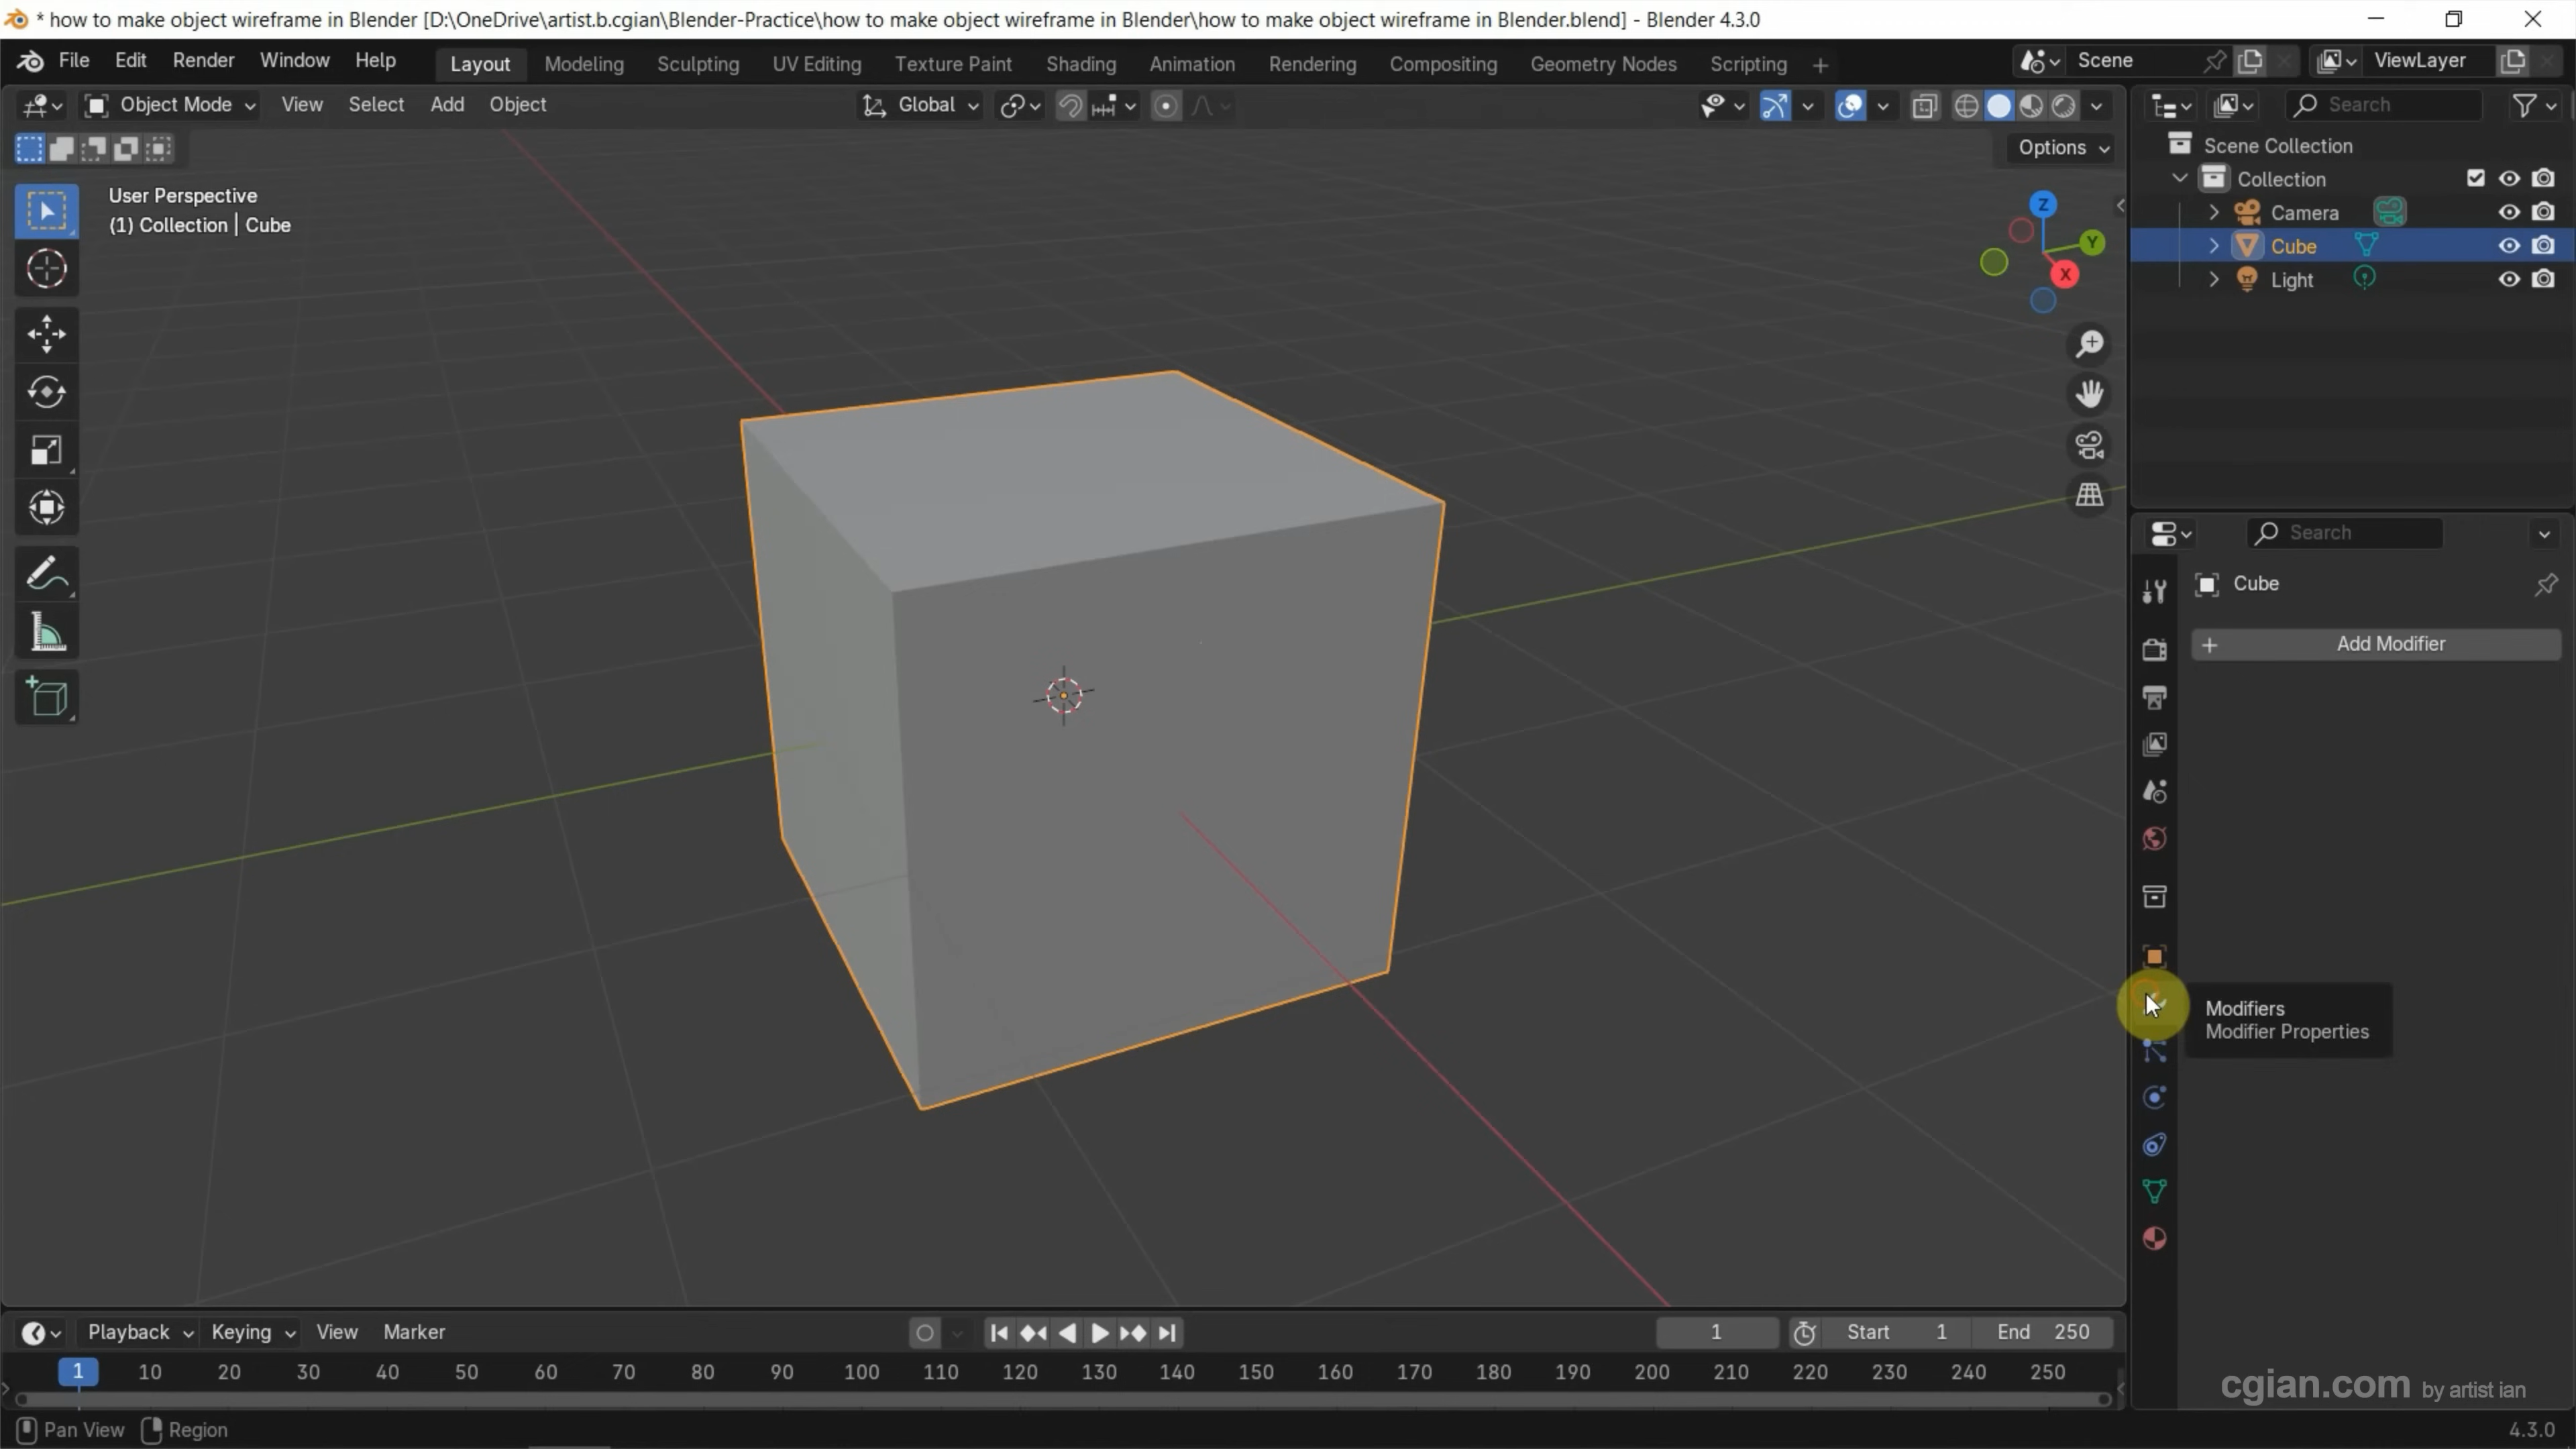 * how to make object wireframe in Blender [D:\OneDrive\artist.b.cgian\Blender-Practice\how to make object wireframe in Blender\how to make object wireframe in Blender.blend] - Blender 4.3.0
File Edit Render Window Help Layout Modeling Sculpting UV Editing Texture Paint Shading Animation Rendering Compositing Geometry Nodes Scripting + Scene ViewLayer
Object Mode View Select Add Object Global Search
Options
Scene Collection
Collection
Camera
Cube
Light
User Perspective
(1) Collection | Cube
Z
Y
X
Search
Cube
+ Add Modifier
Modifiers
Modifier Properties
Playback Keying View Marker 1 Start 1 End 250
1 10 20 30 40 50 60 70 80 90 100 110 120 130 140 150 160 170 180 190 200 210 220 230 240 250
cgian.com by artist ian
Pan View Region 4.3.0